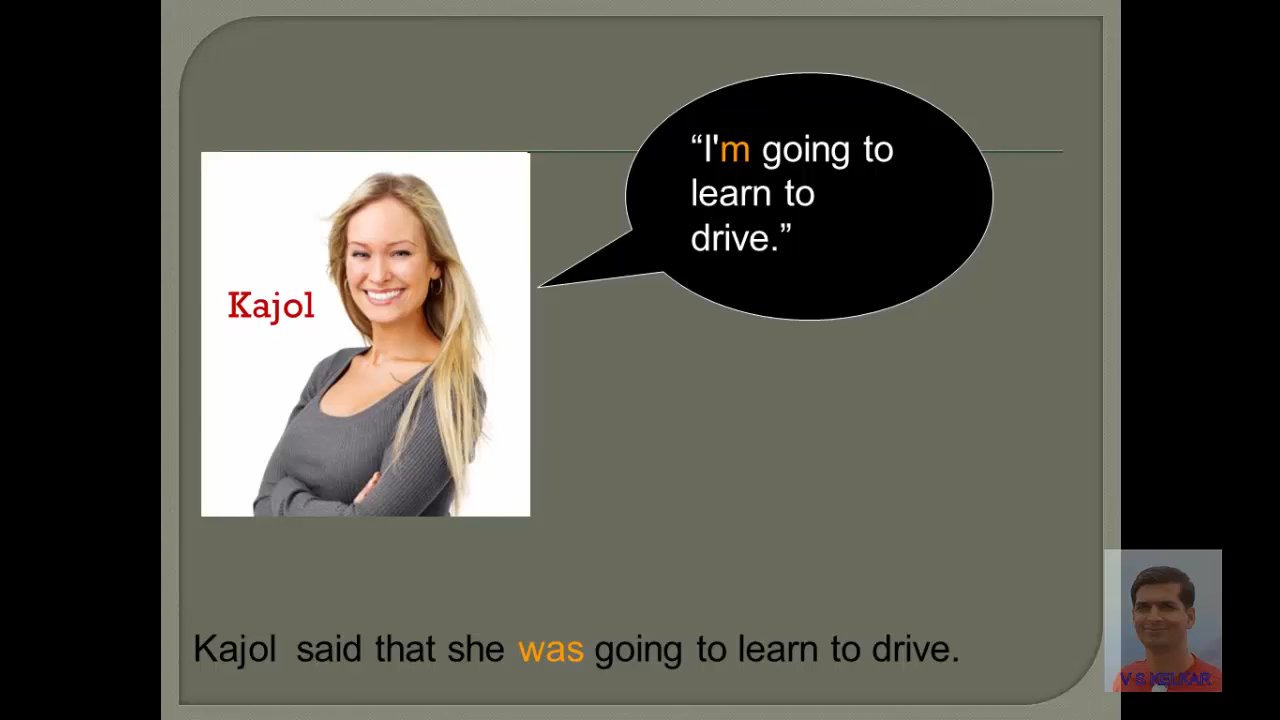 “I'm going to
learn to
drive.”
Kajol
Kajol said that she was going to learn to drive.
V S KELKAR